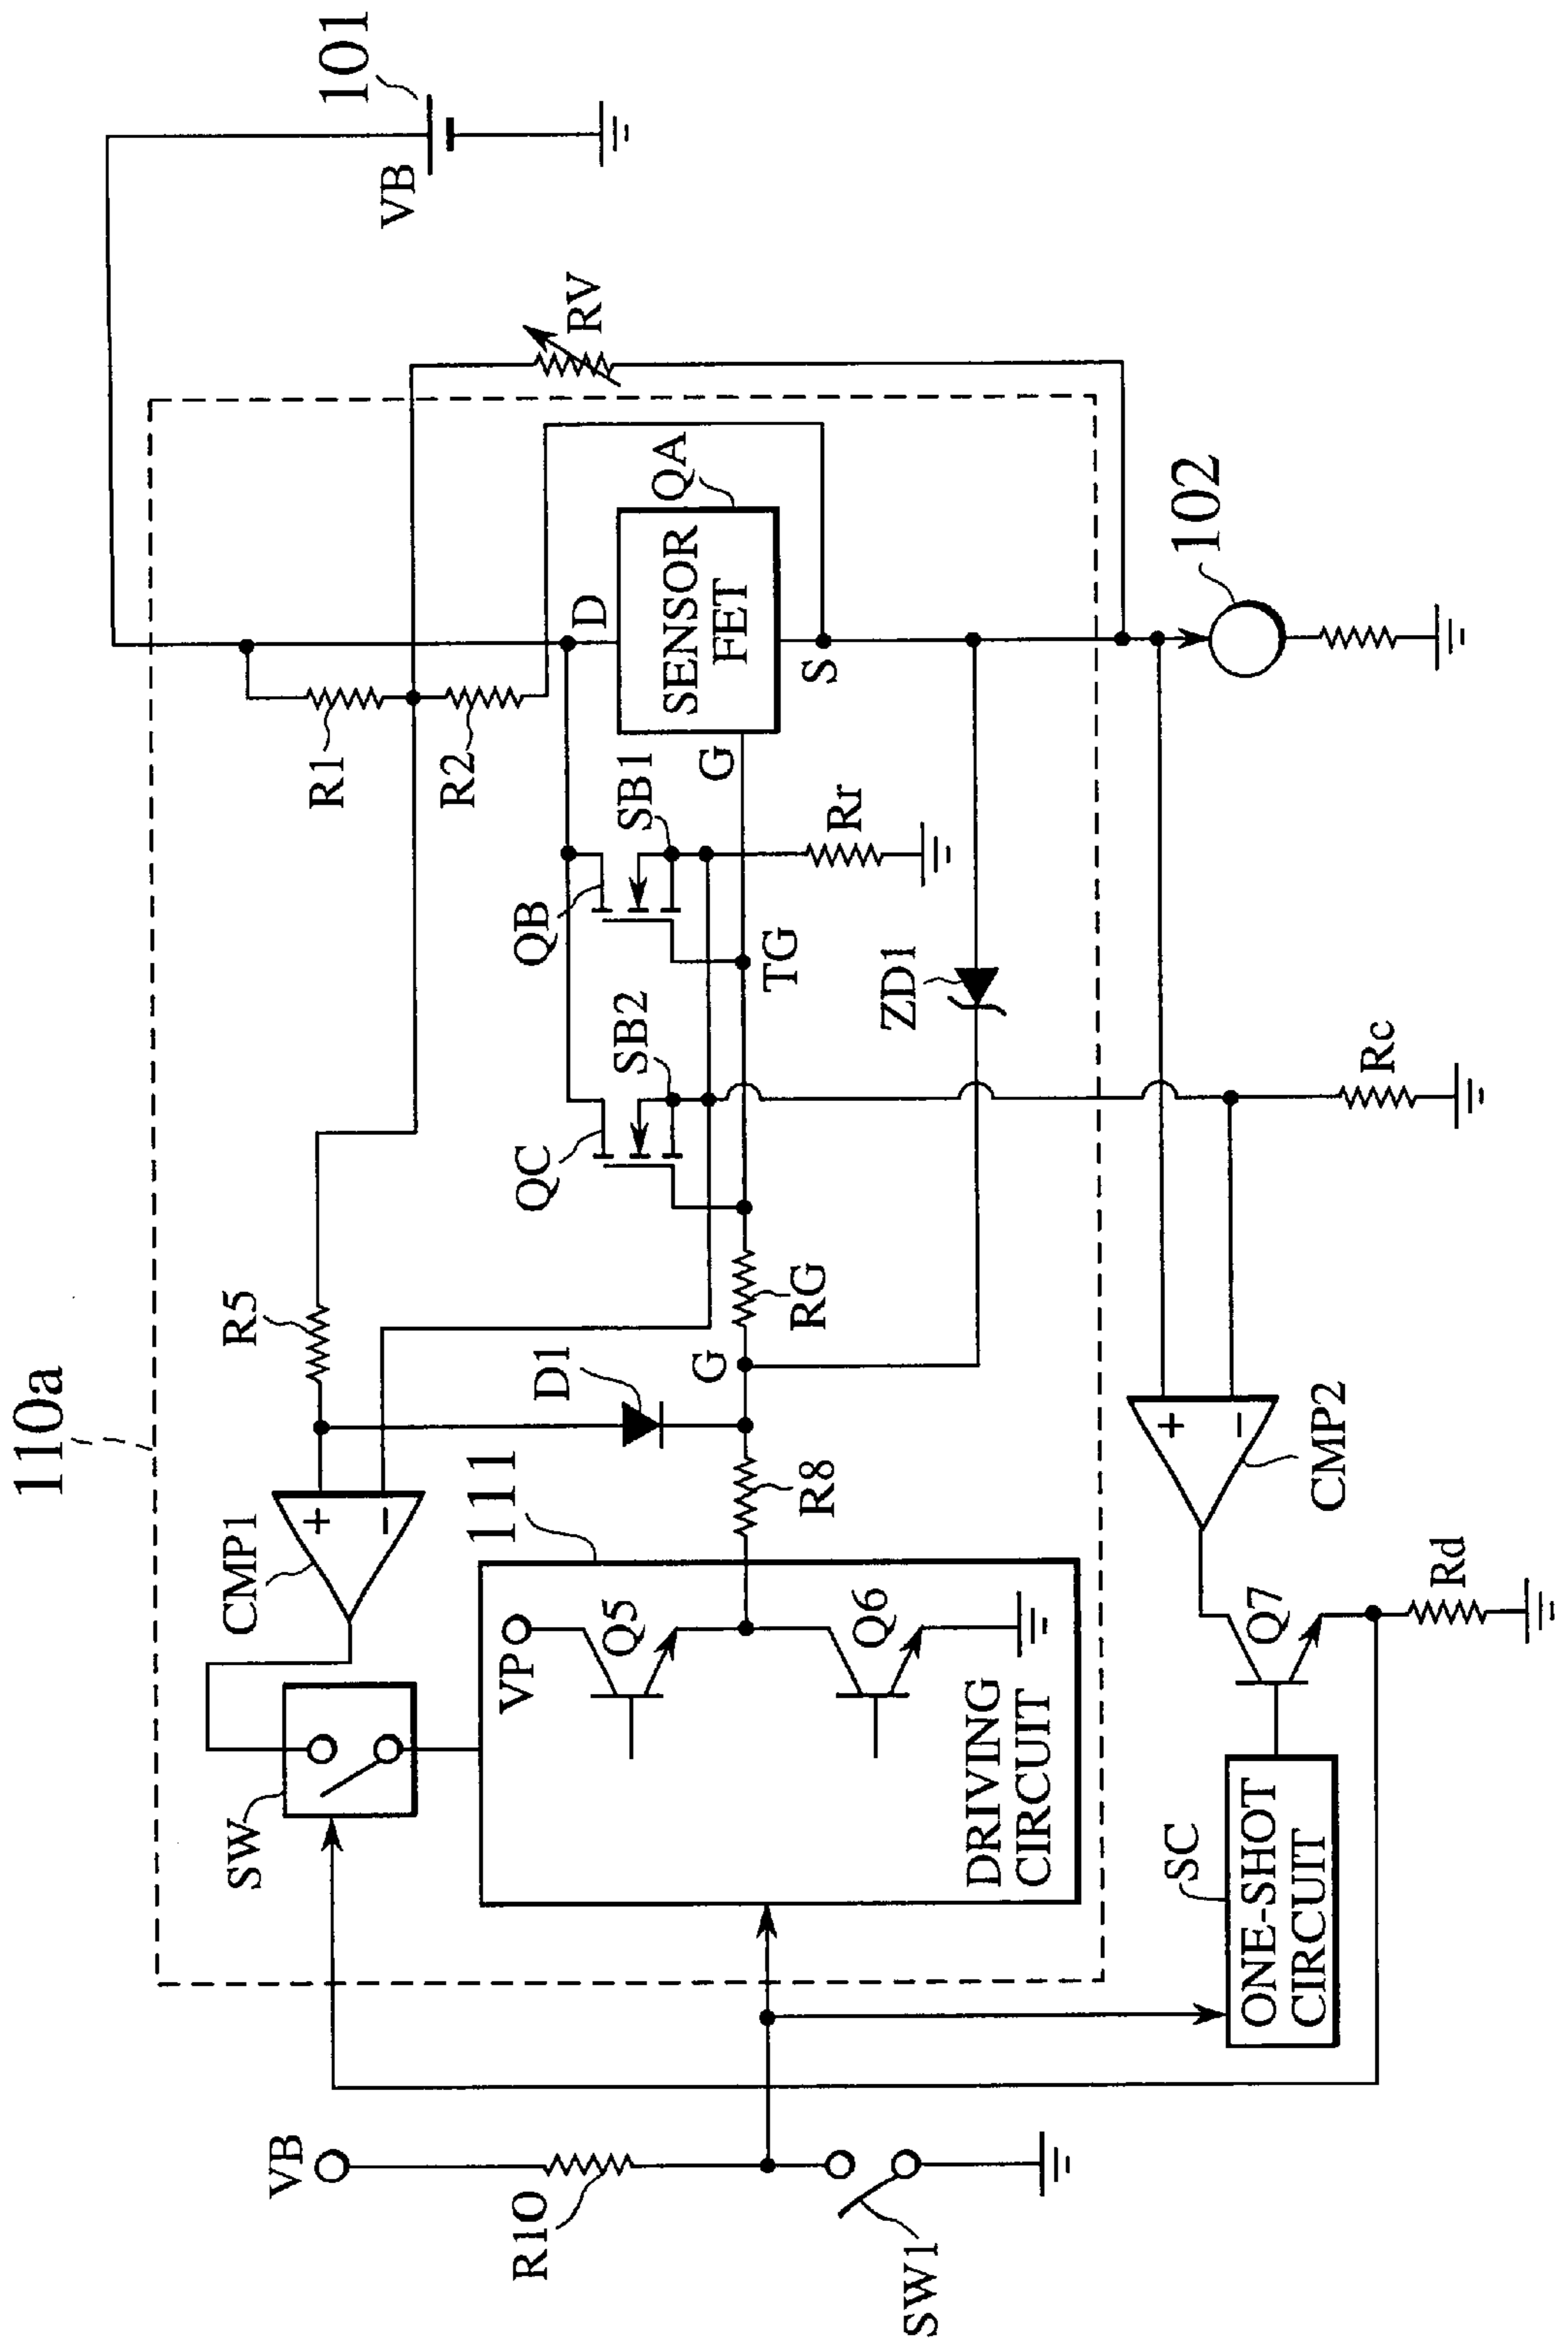 110a
101
VB
RV
R1
R2
D
QA
SENSOR
FET
S
G
SB1
QB
Rr
TG
SB2
QC
ZD1
102
Rc
R5
D1
G
RG
CMP1
111
R8
CMP2
SW
VP
Q5
Q6
DRIVING
CIRCUIT
Q7
Rd
SC
ONE-SHOT
CIRCUIT
VB
R10
SW1
+
−
+
−